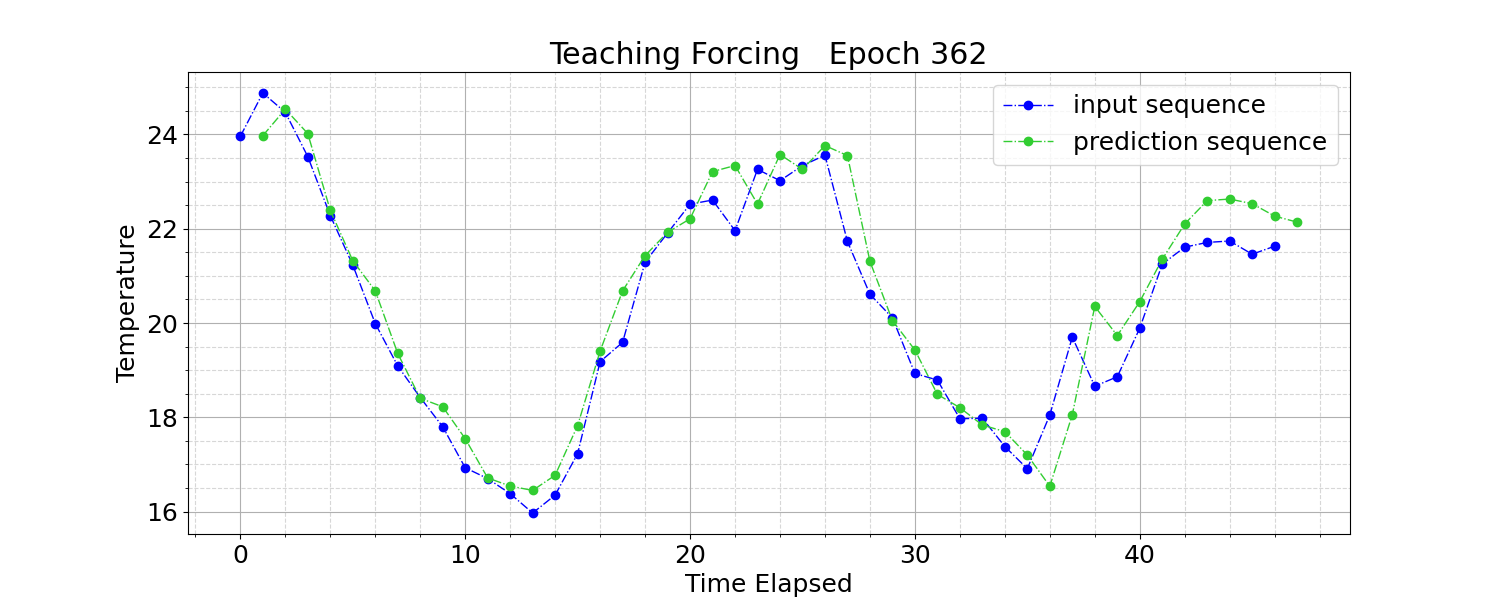 Teaching Forcing   Epoch 362
input sequence
prediction sequence
24
22
20
18
16
Temperature
0
10
20
30
40
Time Elapsed